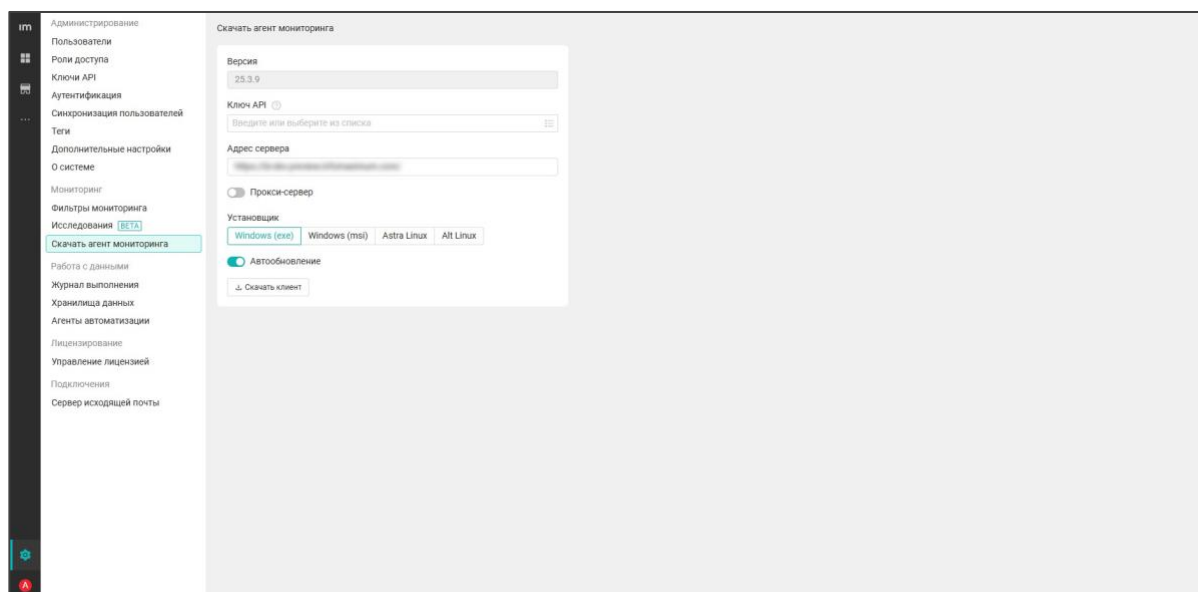 ım
Администрирование
Пользователи
Роли доступа
Ключи API
Аутентификация
Синхронизация пользователей
Теги
Дополнительные настройки
О системе
Мониторинг
Фильтры мониторинга
Исследования BETA
Скачать агент мониторинга
Работа с данными
Журнал выполнения
Хранилища данных
Агенты автоматизации
Лицензирование
Управление лицензией
Подключения
Сервер исходящей почты
A
Скачать агент мониторинга
Версия
25.3.9
Ключ API
Введите или выберите из списка
Адрес сервера
Прокси-сервер
Установщик
Windows (exe) Windows (msi) Astra Linux Alt Linux
Автообновление
Скачать клиент